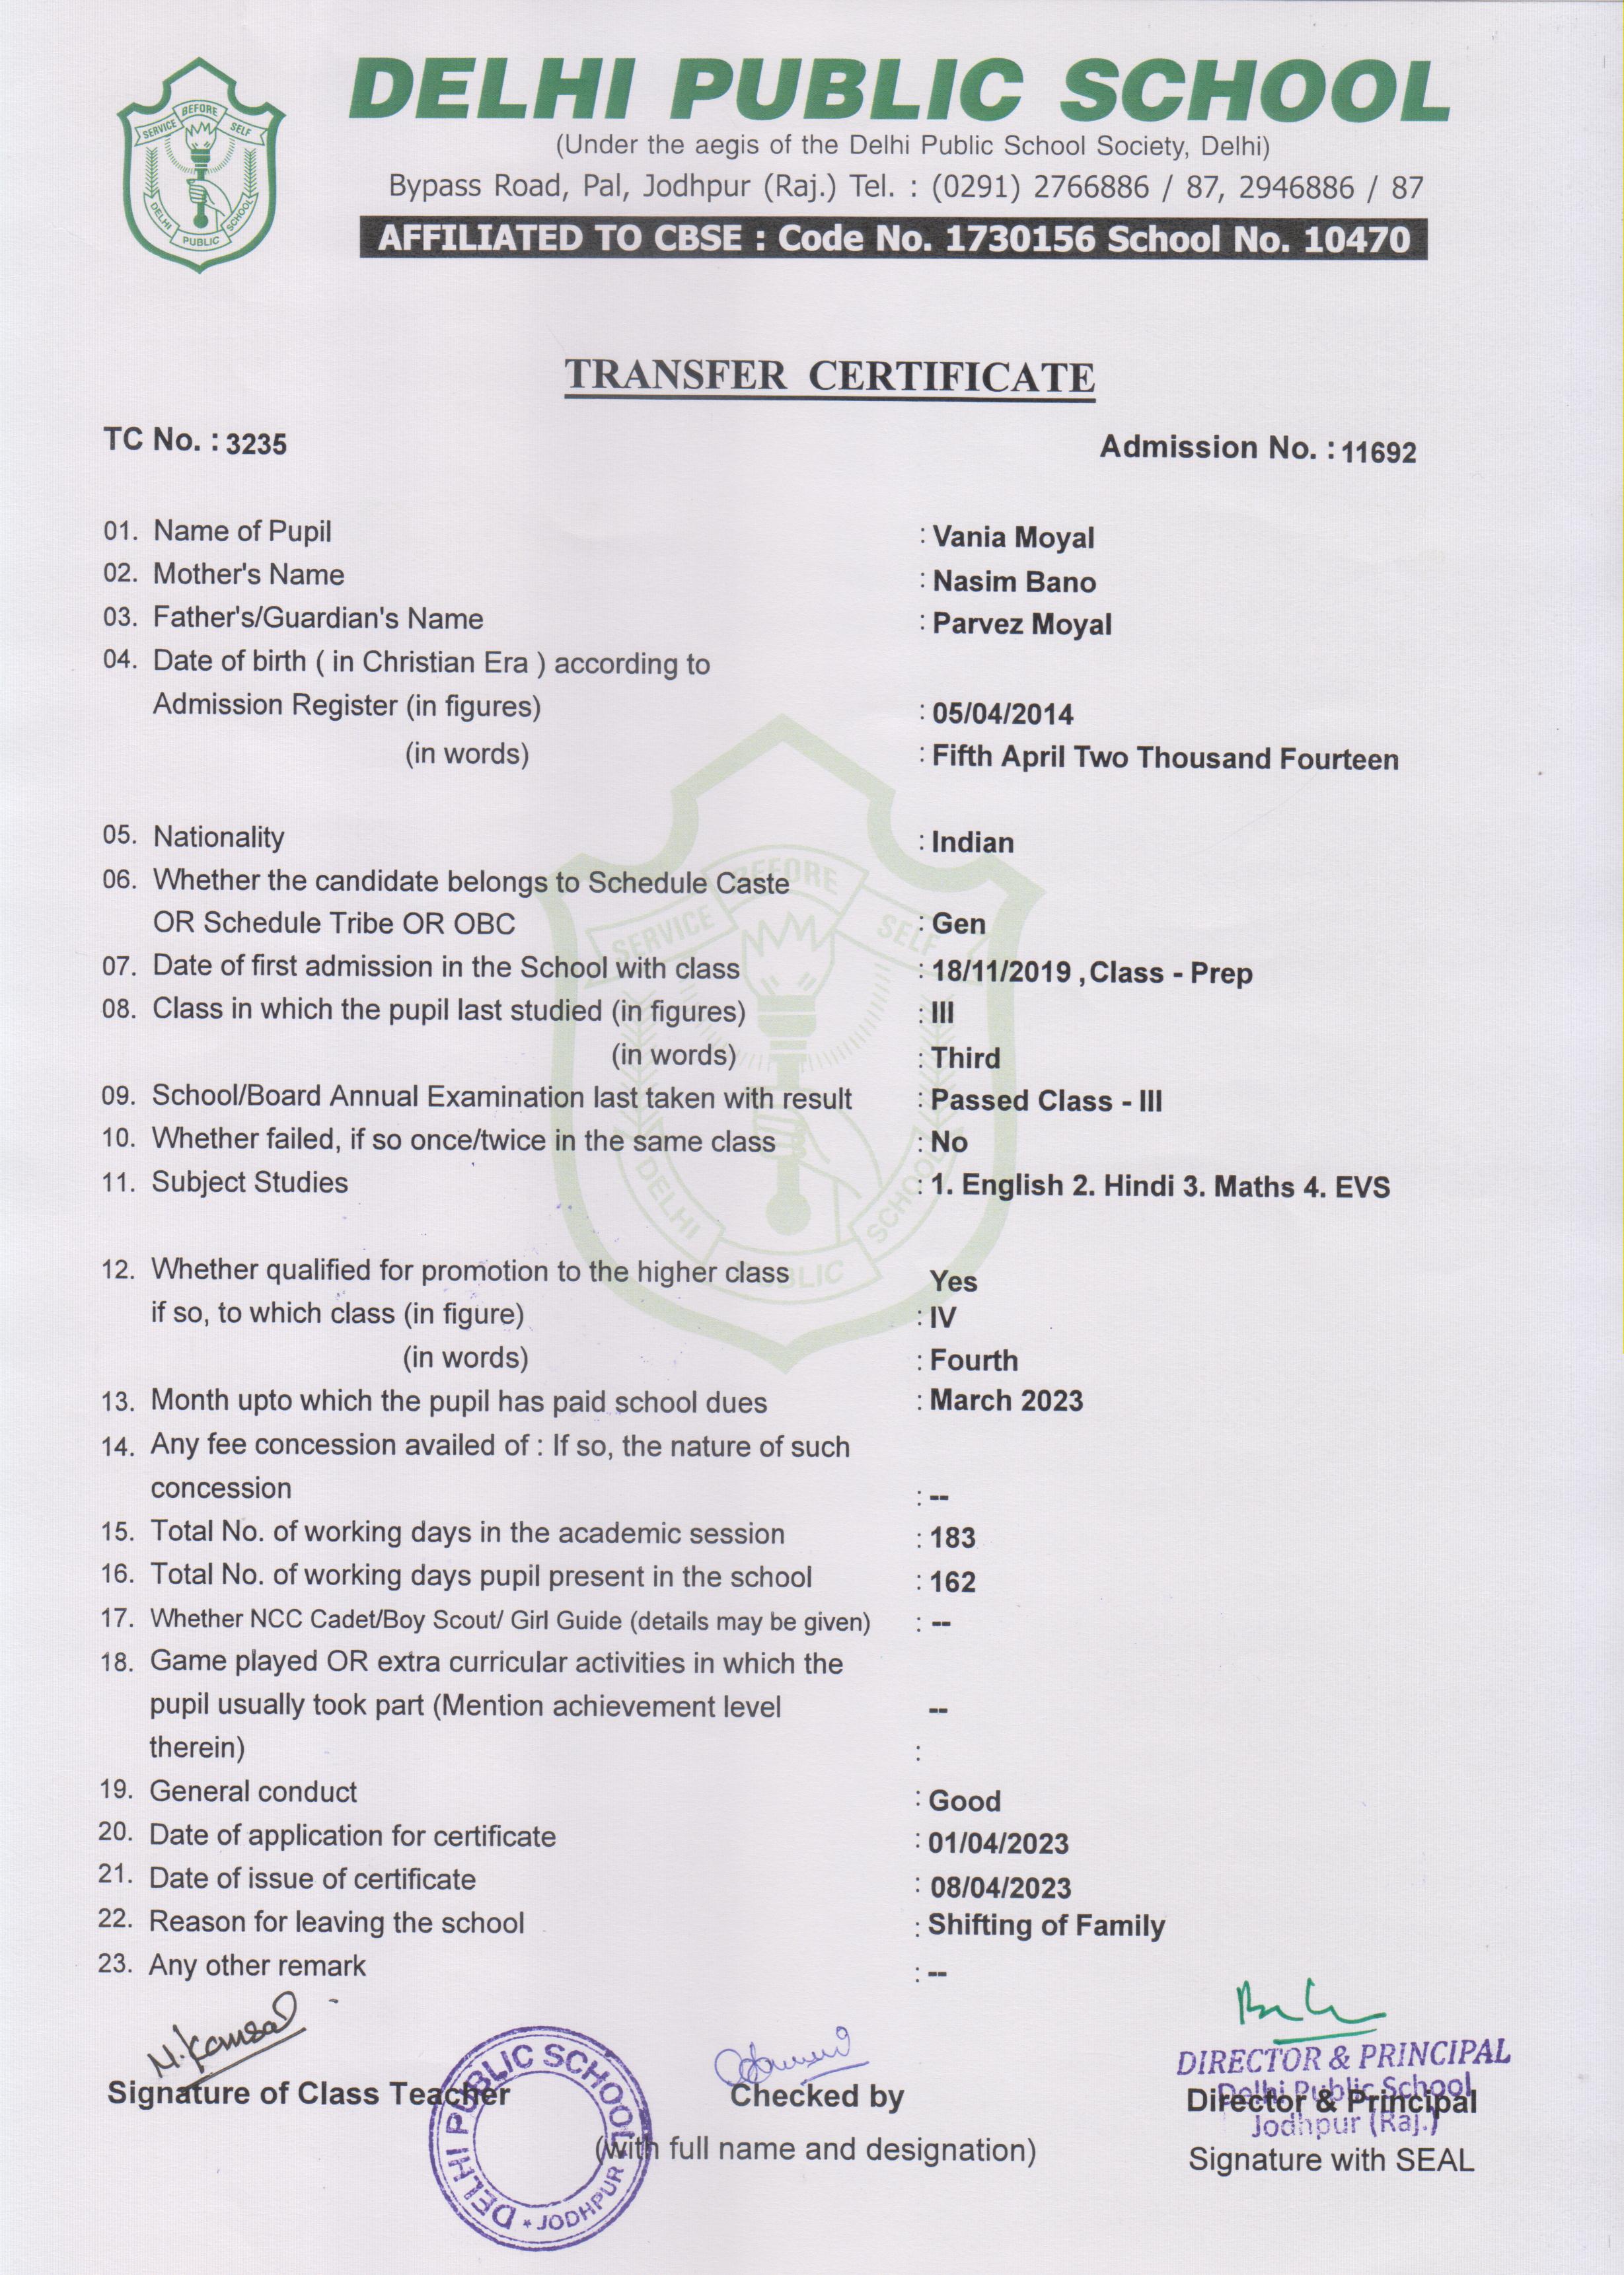 DELHI PUBLIC SCHOOL
(Under the aegis of the Delhi Public School Society, Delhi)
Bypass Road, Pal, Jodhpur (Raj.) Tel. : (0291) 2766886 / 87, 2946886 / 87
AFFILIATED TO CBSE : Code No. 1730156 School No. 10470
SERVICE BEFORE SELF
DELHI PUBLIC SCHOOL
TRANSFER CERTIFICATE
TC No. : 3235 Admission No. : 11692
01. Name of Pupil : Vania Moyal
02. Mother's Name : Nasim Bano
03. Father's/Guardian's Name : Parvez Moyal
04. Date of birth ( in Christian Era ) according to
Admission Register (in figures) : 05/04/2014
(in words) : Fifth April Two Thousand Fourteen
05. Nationality : Indian
06. Whether the candidate belongs to Schedule Caste
OR Schedule Tribe OR OBC : Gen
07. Date of first admission in the School with class : 18/11/2019 , Class - Prep
08. Class in which the pupil last studied (in figures) : III
(in words) : Third
09. School/Board Annual Examination last taken with result : Passed Class - III
10. Whether failed, if so once/twice in the same class : No
11. Subject Studies : 1. English 2. Hindi 3. Maths 4. EVS
12. Whether qualified for promotion to the higher class Yes
if so, to which class (in figure) : IV
(in words) : Fourth
13. Month upto which the pupil has paid school dues : March 2023
14. Any fee concession availed of : If so, the nature of such
concession : --
15. Total No. of working days in the academic session : 183
16. Total No. of working days pupil present in the school : 162
17. Whether NCC Cadet/Boy Scout/ Girl Guide (details may be given) : --
18. Game played OR extra curricular activities in which the
pupil usually took part (Mention achievement level --
therein) :
19. General conduct : Good
20. Date of application for certificate : 01/04/2023
21. Date of issue of certificate : 08/04/2023
22. Reason for leaving the school : Shifting of Family
23. Any other remark : --
SERVICE BEFORE SELF
DELHI PUBLIC SCHOOL
Signature of Class Teacher
DELHI PUBLIC SCHOOL
* JODHPUR *
Checked by
(with full name and designation)
DIRECTOR & PRINCIPAL
Delhi Public School
Jodhpur (Raj.)
Director & Principal
Signature with SEAL